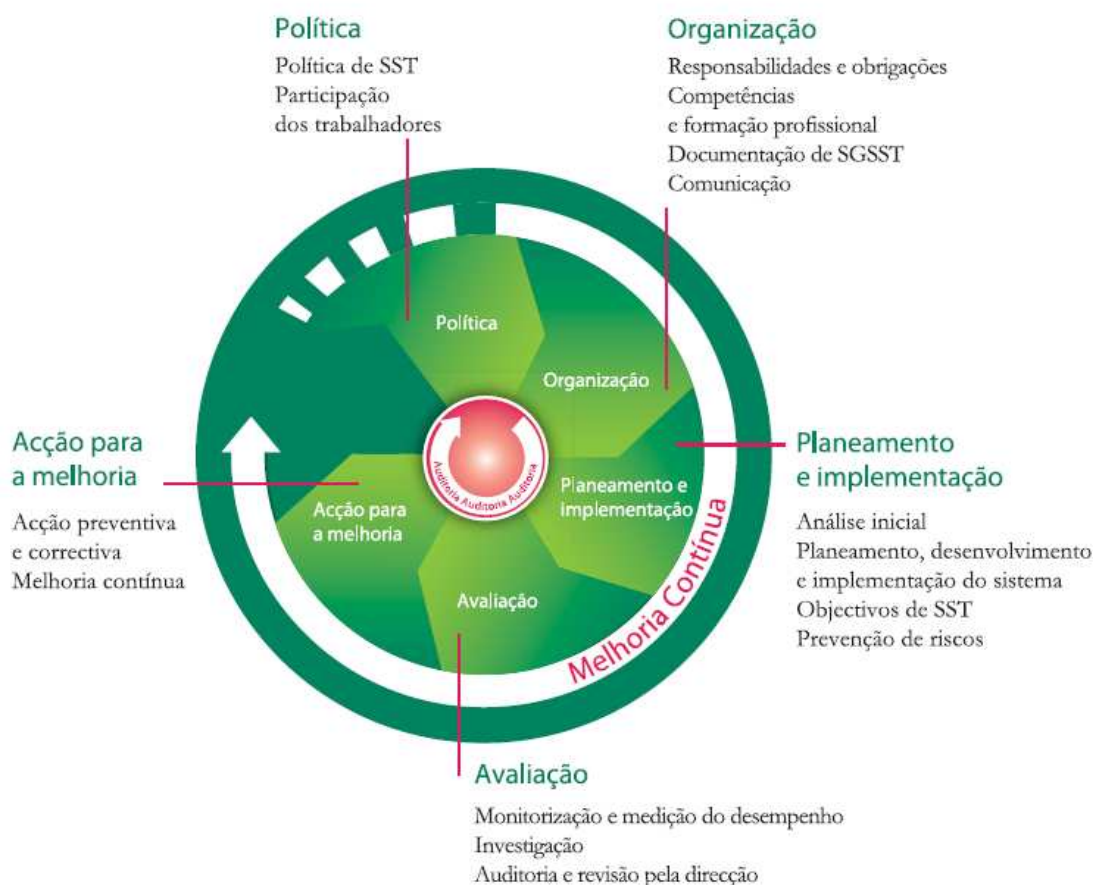 Política
Política de SST
Participação
dos trabalhadores
Organização
Responsabilidades e obrigações
Competências
e formação profissional
Documentação de SGSST
Comunicação
Política
Organização
Planeamento e
implementação
Avaliação
Acção para
a melhoria
Auditoria Auditoria Auditoria
Melhoria Contínua
Acção para
a melhoria
Acção preventiva
e correctiva
Melhoria contínua
Planeamento
e implementação
Análise inicial
Planeamento, desenvolvimento
e implementação do sistema
Objectivos de SST
Prevenção de riscos
Avaliação
Monitorização e medição do desempenho
Investigação
Auditoria e revisão pela direcção